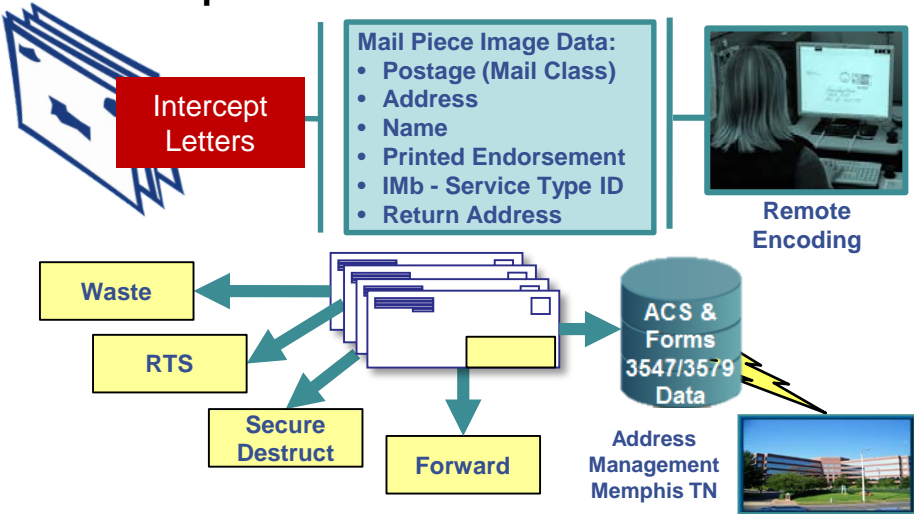 Intercept
Letters
Mail Piece Image Data:
• Postage (Mail Class)
• Address
• Name
• Printed Endorsement
• IMb - Service Type ID
• Return Address
Remote
Encoding
Waste
RTS
Secure
Destruct
Forward
ACS &
Forms
3547/3579
Data
Address
Management
Memphis TN